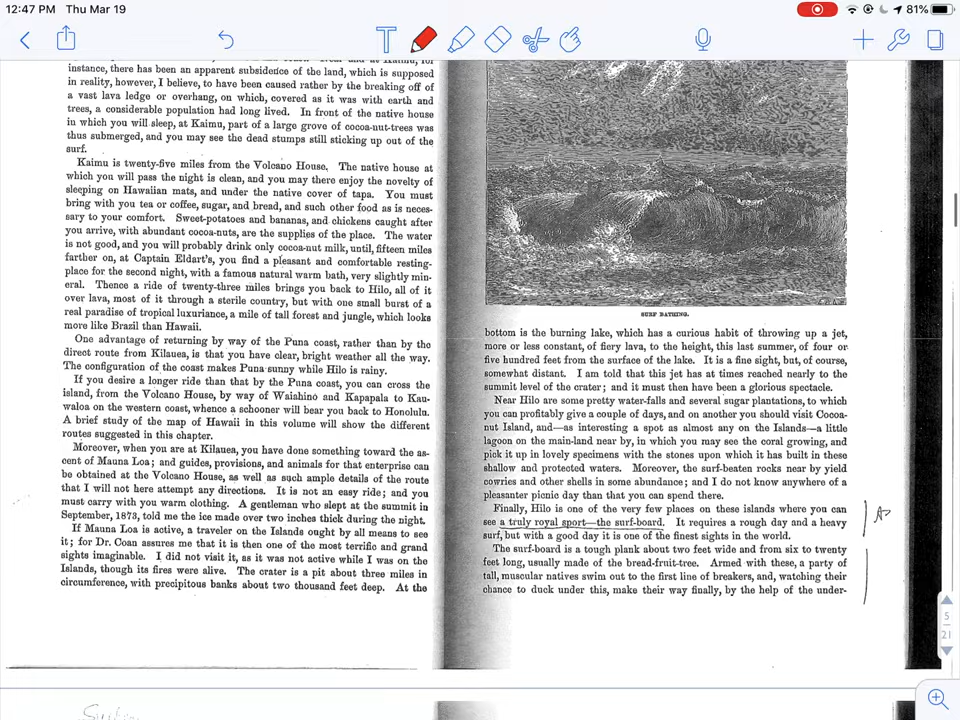 12:47 PM Thu Mar 19
81%
instance, there has been an apparent subsidence of the land, which is supposed
in reality, however, I believe, to have been caused rather by the breaking off of
a vast lava ledge or overhang, on which, covered as it was with earth and
trees, a considerable population had long lived. In front of the native house
in which you will sleep, at Kaimu, part of a large grove of cocoa-nut-trees was
thus submerged, and you may see the dead stumps still sticking up out of the
surf.
Kaimu is twenty-five miles from the Volcano House. The native house at
which you will pass the night is clean, and you may there enjoy the novelty of
sleeping on Hawaiian mats, and under the native cover of tapa. You must
bring with you tea or coffee, sugar, and bread, and such other food as is neces-
sary to your comfort. Sweet-potatoes and bananas, and chickens caught after
you arrive, with abundant cocoa-nuts, are the supplies of the place. The water
is not good, and you will probably drink only cocoa-nut milk, until, fifteen miles
farther on, at Captain Eldart's, you find a pleasant and comfortable resting-
place for the second night, with a famous natural warm bath, very slightly min-
eral. Thence a ride of twenty-three miles brings you back to Hilo, all of it
over lava, most of it through a sterile country, but with one small burst of a
real paradise of tropical luxuriance, a mile of tall forest and jungle, which looks
more like Brazil than Hawaii.
One advantage of returning by way of the Puna coast, rather than by the
direct route from Kilauea, is that you have clear, bright weather all the way.
The configuration of the coast makes Puna sunny while Hilo is rainy.
If you desire a longer ride than that by the Puna coast, you can cross the
island, from the Volcano House, by way of Waiahino and Kapapala to Kau-
waloa on the western coast, whence a schooner will bear you back to Honolulu.
A brief study of the map of Hawaii in this volume will show the different
routes suggested in this chapter.
Moreover, when you are at Kilauea, you have done something toward the as-
cent of Mauna Loa; and guides, provisions, and animals for that enterprise can
be obtained at the Volcano House, as well as such ample details of the route
that I will not here attempt any directions. It is not an easy ride; and you
must carry with you warm clothing. A gentleman who slept at the summit in
September, 1873, told me the ice made over two inches thick during the night.
If Mauna Loa is active, a traveler on the Islands ought by all means to see
it; for Dr. Coan assures me that it is then one of the most terrific and grand
sights imaginable. I did not visit it, as it was not active while I was on the
Islands, though its fires were alive. The crater is a pit about three miles in
circumference, with precipitous banks about two thousand feet deep. At the
SURF BATHING.
bottom is the burning lake, which has a curious habit of throwing up a jet,
more or less constant, of fiery lava, to the height, this last summer, of four or
five hundred feet from the surface of the lake. It is a fine sight, but, of course,
somewhat distant. I am told that this jet has at times reached nearly to the
summit level of the crater; and it must then have been a glorious spectacle.
Near Hilo are some pretty water-falls and several sugar plantations, to which
you can profitably give a couple of days, and on another you should visit Cocoa-
nut Island, and—as interesting a spot as almost any on the Islands—a little
lagoon on the main-land near by, in which you may see the coral growing, and
pick it up in lovely specimens with the stones upon which it has built in these
shallow and protected waters. Moreover, the surf-beaten rocks near by yield
cowries and other shells in some abundance; and I do not know anywhere of a
pleasanter picnic day than that you can spend there.
Finally, Hilo is one of the very few places on these islands where you can
see a truly royal sport—the surf-board. It requires a rough day and a heavy
surf, but with a good day it is one of the finest sights in the world.
The surf-board is a tough plank about two feet wide and from six to twenty
feet long, usually made of the bread-fruit-tree. Armed with these, a party of
tall, muscular natives swim out to the first line of breakers, and, watching their
chance to duck under this, make their way finally, by the help of the under-
5
21